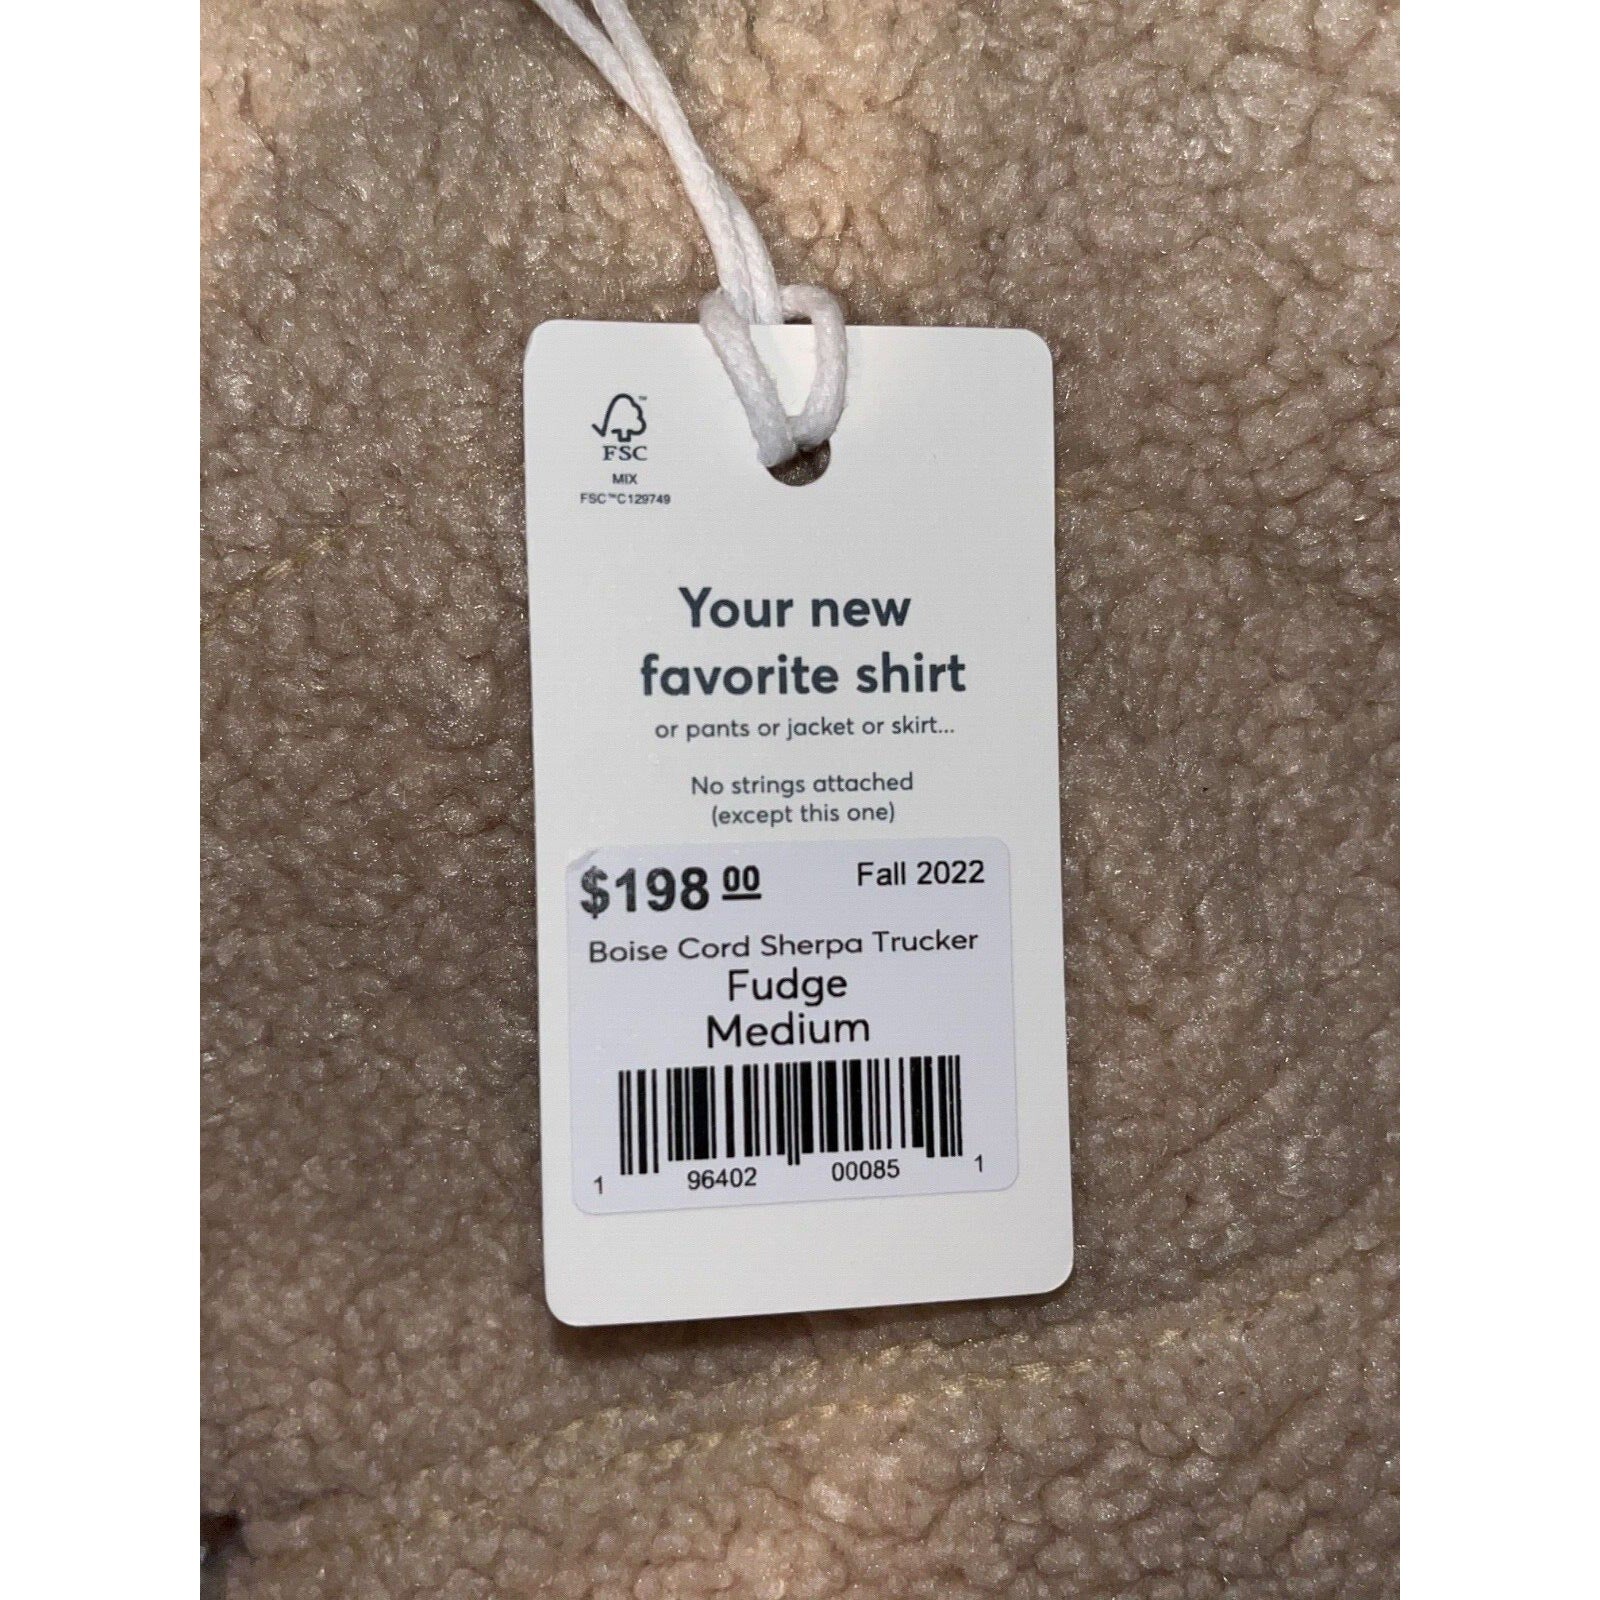 FSC
MIX
FSC™C129749
Your new
favorite shirt
or pants or jacket or skirt...
No strings attached
(except this one)
$198 00 Fall 2022
Boise Cord Sherpa Trucker
Fudge
Medium
1 96402 00085 1